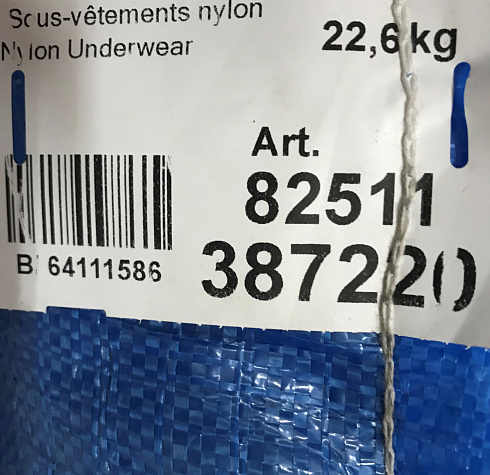 Sous-vêtements nylon
Nylon Underwear
22,6 kg
Art.
82511
387220
64111586